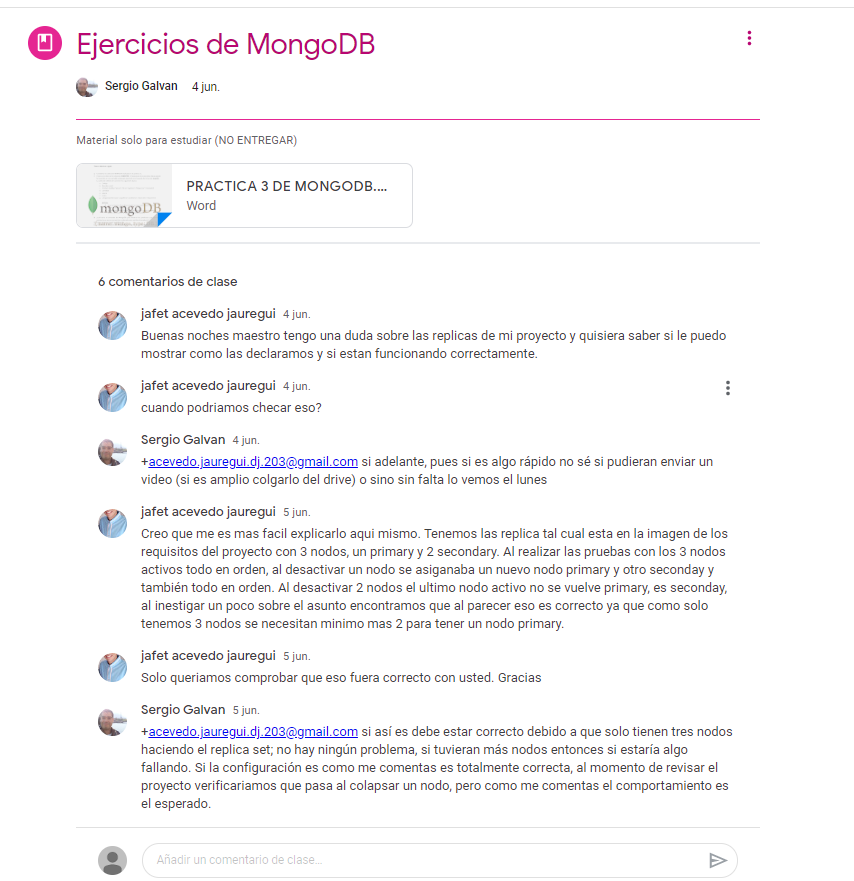 Ejercicios de MongoDB
Sergio Galvan 4 jun.
Material solo para estudiar (NO ENTREGAR)
PRACTICA 3 DE MONGODB....
Word
mongoDB
6 comentarios de clase
jafet acevedo jauregui 4 jun.
Buenas noches maestro tengo una duda sobre las replicas de mi proyecto y quisiera saber si le puedo
mostrar como las declaramos y si estan funcionando correctamente.
jafet acevedo jauregui 4 jun.
cuando podriamos checar eso?
Sergio Galvan 4 jun.
+acevedo.jauregui.dj.203@gmail.com si adelante, pues si es algo rápido no sé si pudieran enviar un
video (si es amplio colgarlo del drive) o sino sin falta lo vemos el lunes
jafet acevedo jauregui 5 jun.
Creo que me es mas facil explicarlo aqui mismo. Tenemos las replica tal cual esta en la imagen de los
requisitos del proyecto con 3 nodos, un primary y 2 secondary. Al realizar las pruebas con los 3 nodos
activos todo en orden, al desactivar un nodo se asiganaba un nuevo nodo primary y otro seconday y
también todo en orden. Al desactivar 2 nodos el ultimo nodo activo no se vuelve primary, es seconday,
al inestigar un poco sobre el asunto encontramos que al parecer eso es correcto ya que como solo
tenemos 3 nodos se necesitan minimo mas 2 para tener un nodo primary.
jafet acevedo jauregui 5 jun.
Solo queriamos comprobar que eso fuera correcto con usted. Gracias
Sergio Galvan 5 jun.
+acevedo.jauregui.dj.203@gmail.com si así es debe estar correcto debido a que solo tienen tres nodos
haciendo el replica set; no hay ningún problema, si tuvieran más nodos entonces si estaría algo
fallando. Si la configuración es como me comentas es totalmente correcta, al momento de revisar el
proyecto verificariamos que pasa al colapsar un nodo, pero como me comentas el comportamiento es
el esperado.
Añadir un comentario de clase...